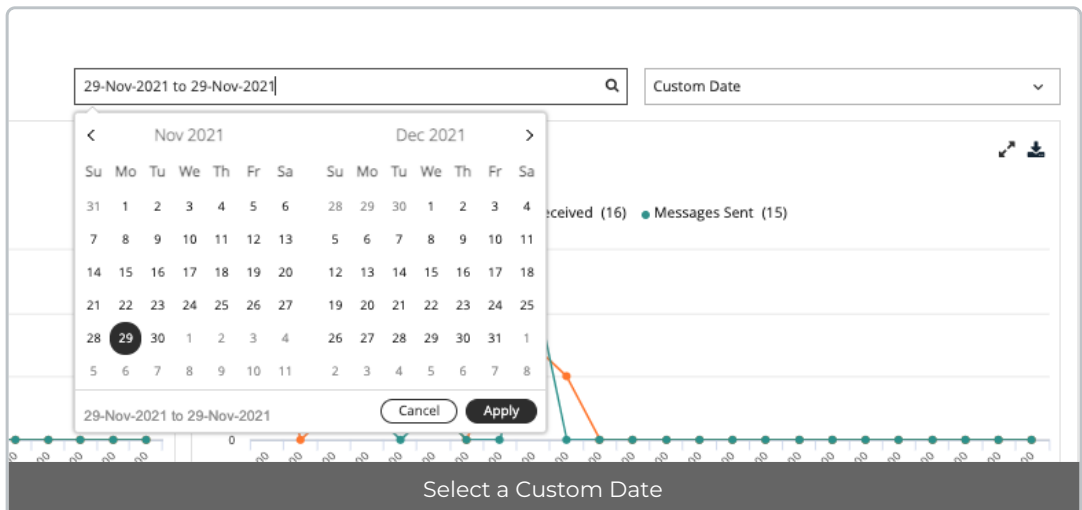 29-Nov-2021 to 29-Nov-2021
Custom Date
Nov 2021 Dec 2021
Su Mo Tu We Th Fr Sa Su Mo Tu We Th Fr Sa
31 1 2 3 4 5 6 28 29 30 1 2 3 4
(16) Messages Sent (15)
7 8 9 10 11 12 13 5 6 7 8 9 10 11
14 15 16 17 18 19 20 12 13 14 15 16 17 18
21 22 23 24 25 26 27 19 20 21 22 23 24 25
28 29 30 1 2 3 4 26 27 28 29 30 31 1
5 6 7 8 9 10 11 2 3 4 5 6 7 8
29-Nov-2021 to 29-Nov-2021 Cancel Apply
0
Select a Custom Date